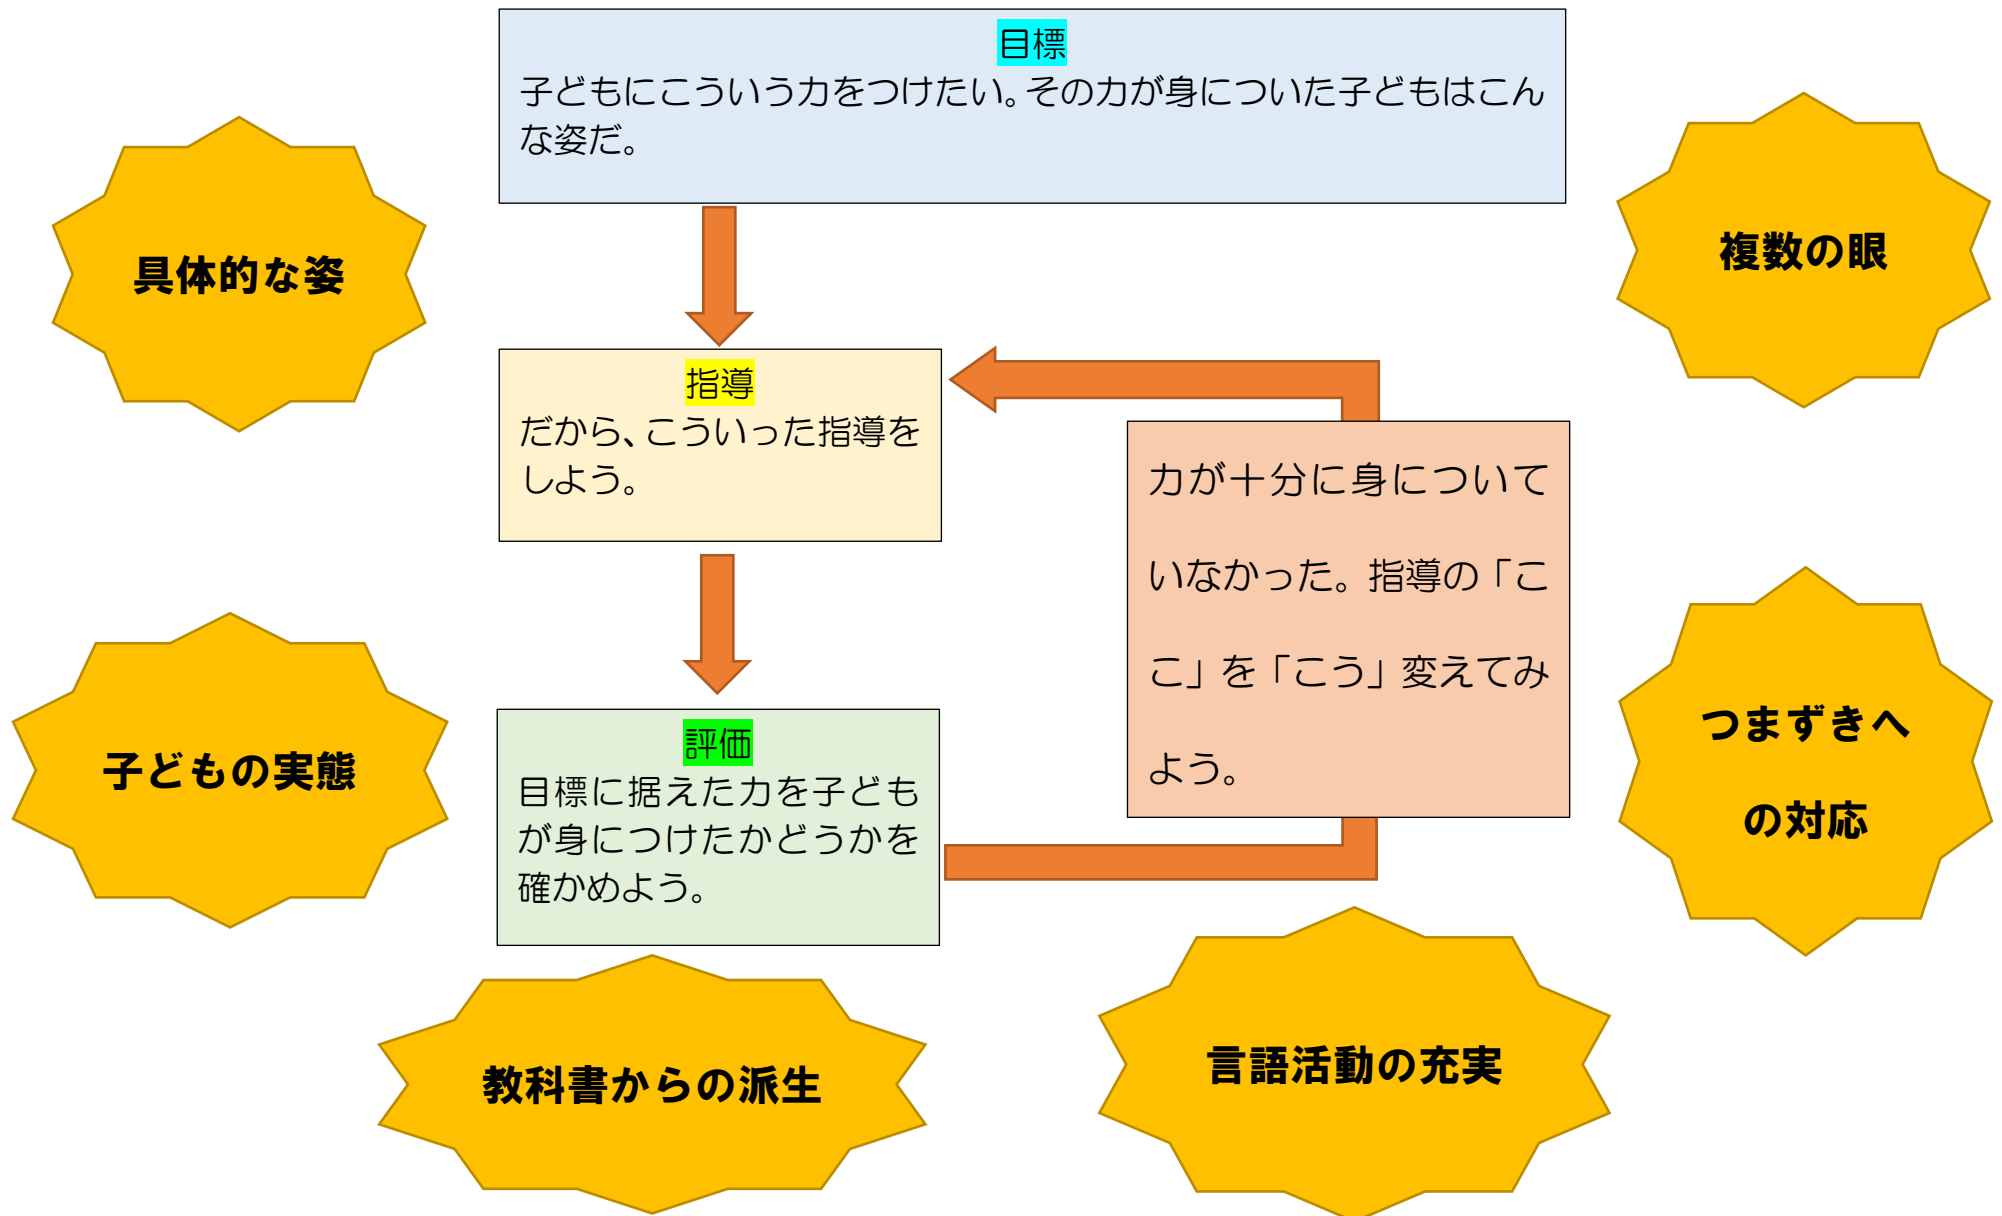 目標
子どもにこういう力をつけたい。その力が身についた子どもはこん
な姿だ。
具体的な姿
複数の眼
指導
だから、こういった指導を
しよう。
力が十分に身について
いなかった。指導の「こ
こ」を「こう」変えてみ
よう。
子どもの実態
つまずきへ
の対応
評価
目標に据えた力を子ども
が身につけたかどうかを
確かめよう。
教科書からの派生
言語活動の充実